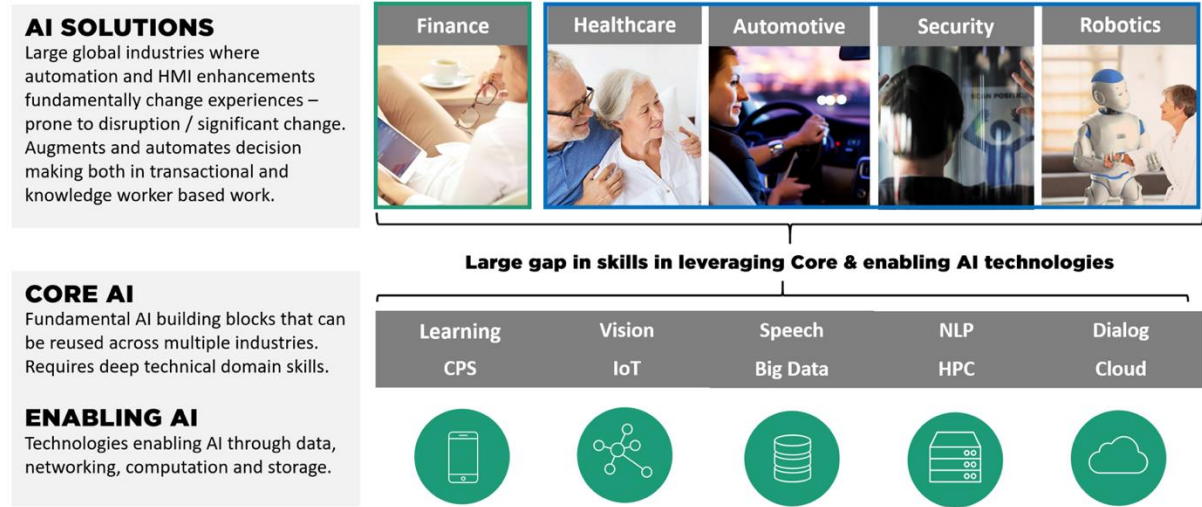 AI SOLUTIONS
Large global industries where
automation and HMI enhancements
fundamentally change experiences –
prone to disruption / significant change.
Augments and automates decision
making both in transactional and
knowledge worker based work.
Finance
Healthcare
Automotive
Security
Robotics
SCAN
Large gap in skills in leveraging Core & enabling AI technologies
CORE AI
Fundamental AI building blocks that can
be reused across multiple industries.
Requires deep technical domain skills.
ENABLING AI
Technologies enabling AI through data,
networking, computation and storage.
Learning Vision Speech NLP Dialog
CPS IoT Big Data HPC Cloud